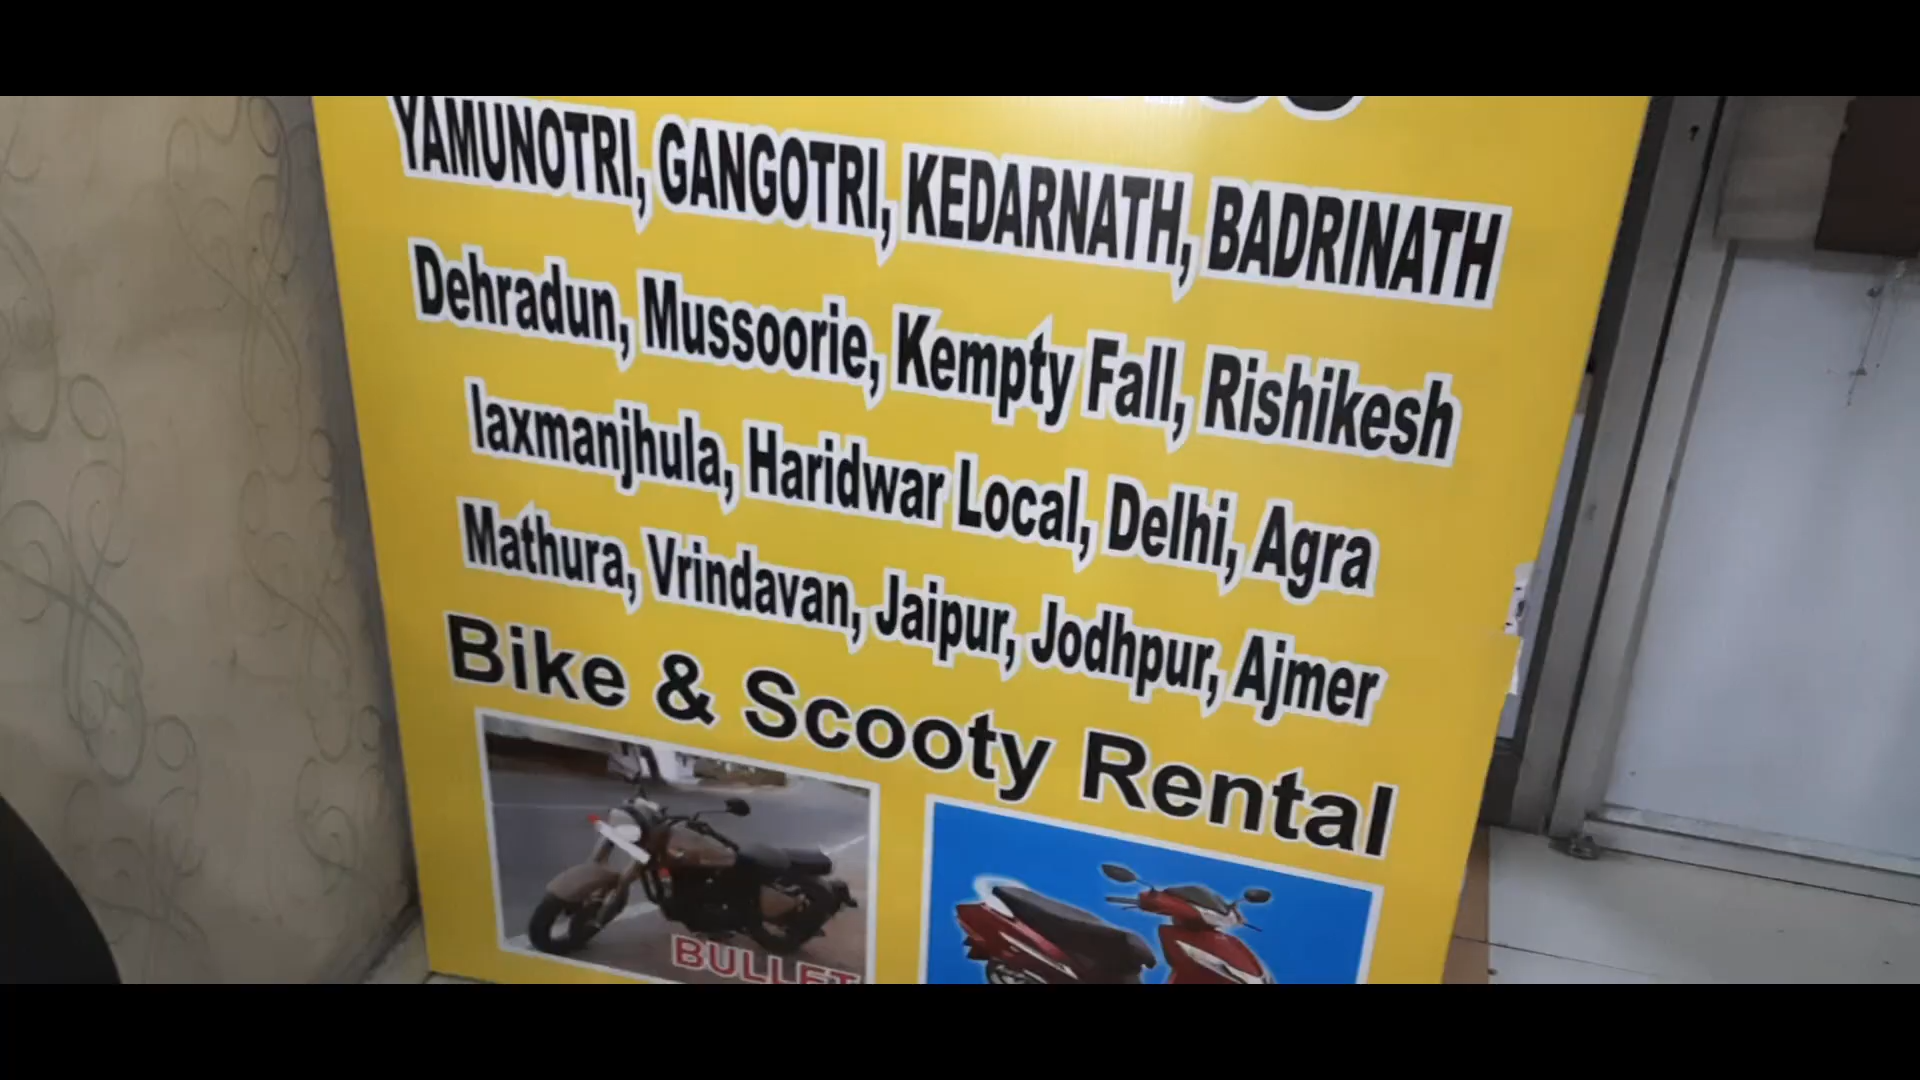 YAMUNOTRI, GANGOTRI, KEDARNATH, BADRINATH
Dehradun, Mussoorie, Kempty Fall, Rishikesh
laxmanjhula, Haridwar Local, Delhi, Agra
Mathura, Vrindavan, Jaipur, Jodhpur, Ajmer
Bike & Scooty Rental
BULLET